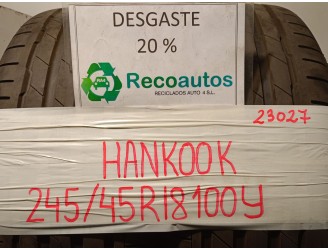 DESGASTE
20 %
Recoautos
RECICLADOS AUTO 4 S.L.
23027
HANKOOK
245/45R18100Y